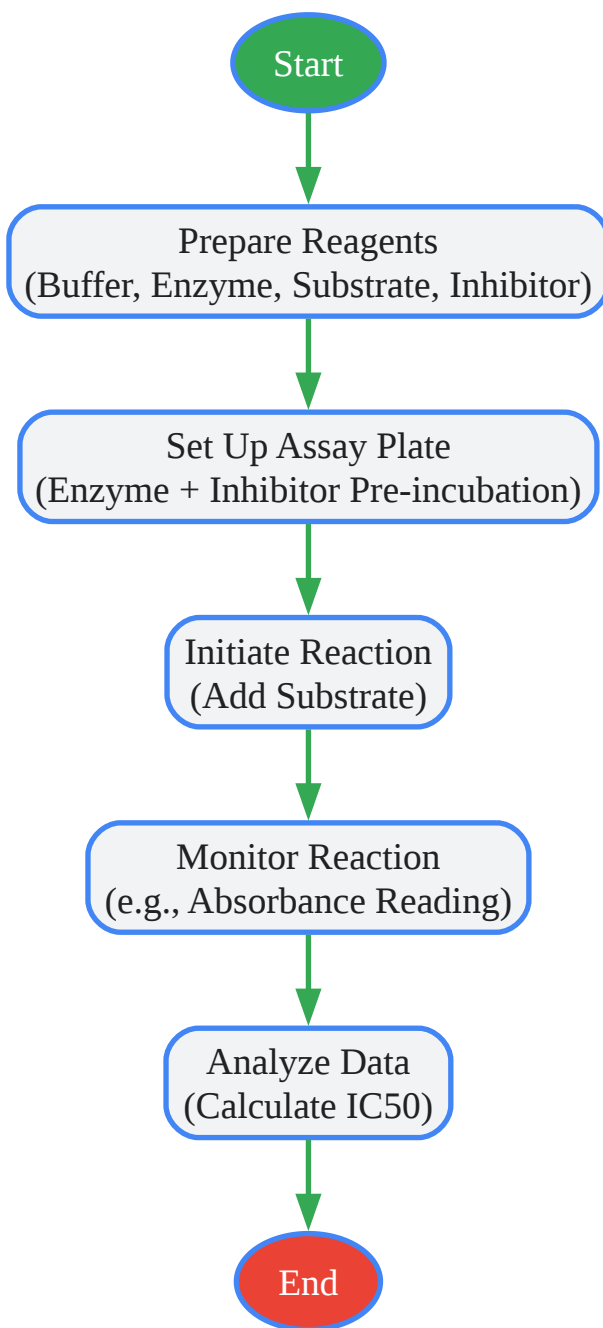 Start
Prepare Reagents
(Buffer, Enzyme, Substrate, Inhibitor)
Set Up Assay Plate
(Enzyme + Inhibitor Pre-incubation)
Initiate Reaction
(Add Substrate)
Monitor Reaction
(e.g., Absorbance Reading)
Analyze Data
(Calculate IC50)
End